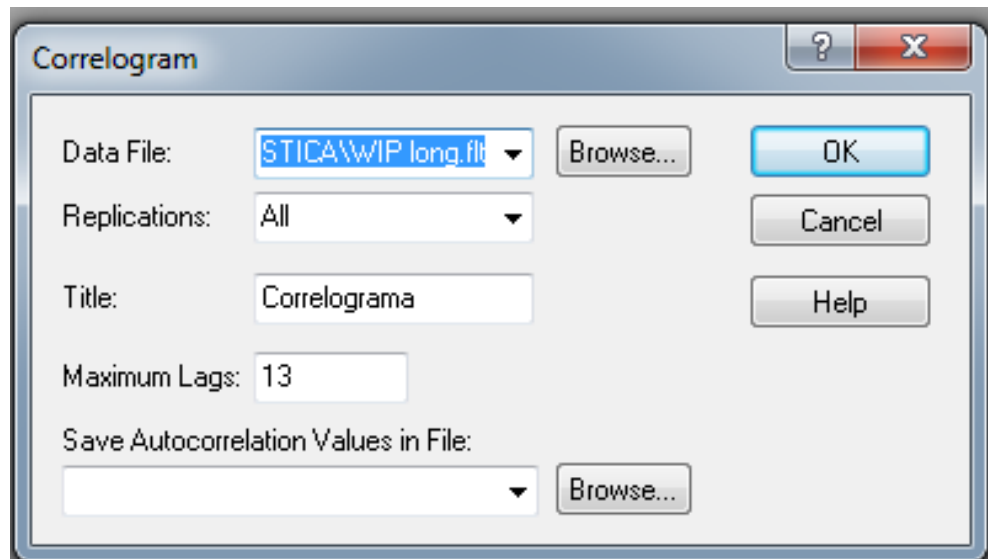 Correlogram
?
X
Data File: STICA\WIP long.flt Browse... OK
Replications: All Cancel
Title: Correlograma Help
Maximum Lags: 13
Save Autocorrelation Values in File:
Browse...